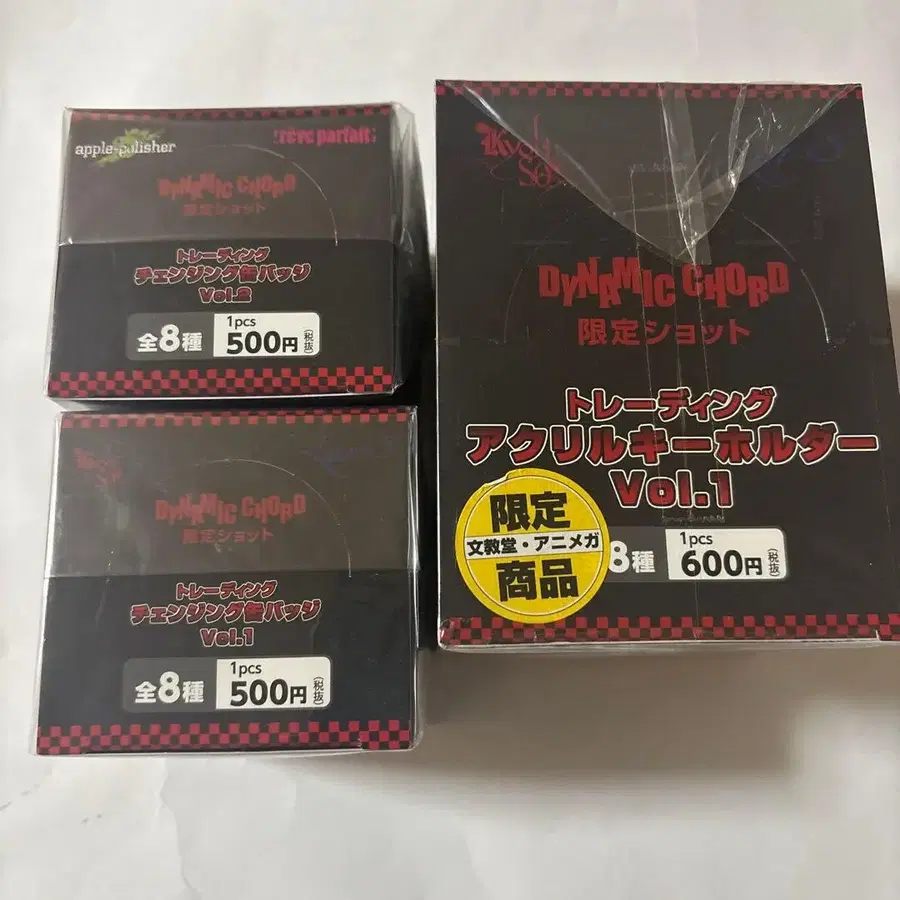 apple-polisher
[rêve parfait]
DYNAMIC CHORD
限定ショット
トレーディング
チェンジング缶バッジ
Vol.2
全8種
1pcs
500円
(税抜)
DYNAMIC CHORD
限定ショット
トレーディング
チェンジング缶バッジ
Vol.1
全8種
1pcs
500円
(税抜)
DYNAMIC CHORD
限定ショット
トレーディング
アクリルキーホルダー
Vol.1
限定
文教堂・アニメガ
商品
8種
1pcs
600円
(税抜)